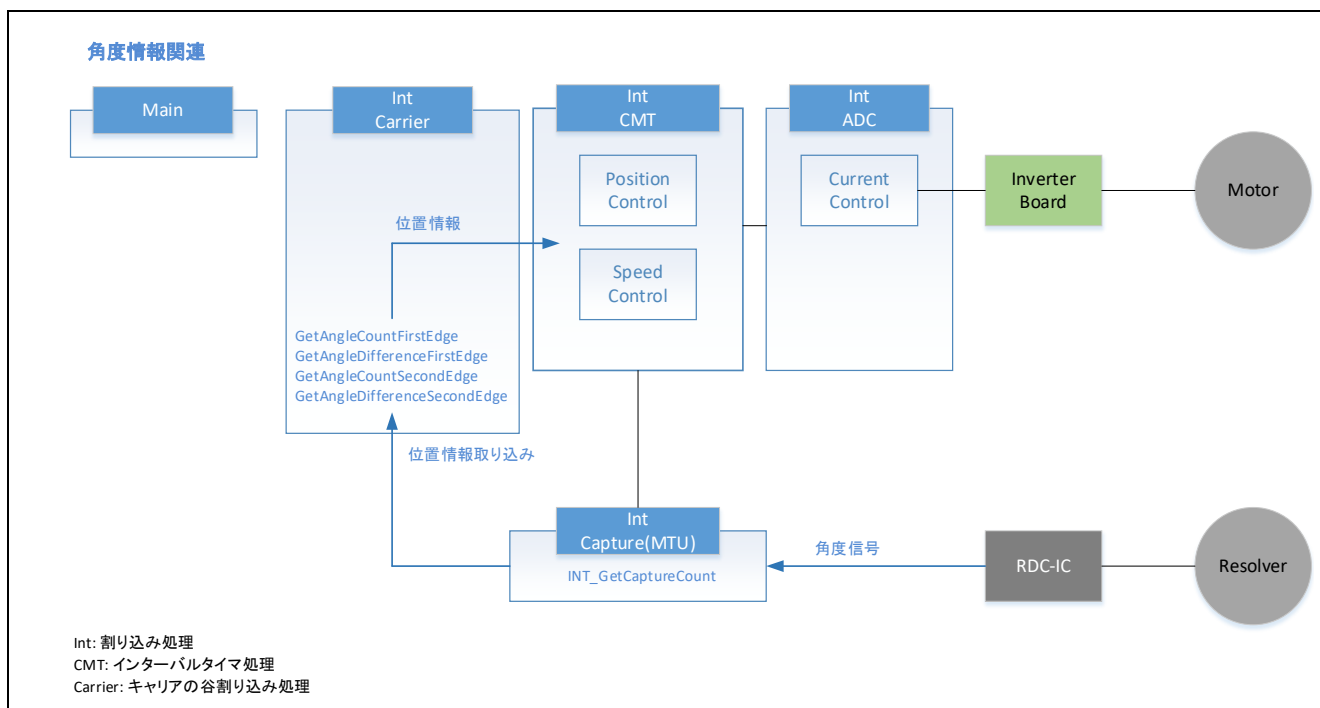 角度情報関連
Main
Int
Carrier
Int
CMT
Int
ADC
Position
Control
Current
Control
Inverter
Board
Motor
位置情報
Speed
Control
GetAngleCountFirstEdge
GetAngleDifferenceFirstEdge
GetAngleCountSecondEdge
GetAngleDifferenceSecondEdge
位置情報取り込み
Int
Capture(MTU)
INT_GetCaptureCount
角度信号
RDC-IC
Resolver
Int: 割り込み処理
CMT: インターバルタイマ処理
Carrier: キャリアの谷割り込み処理